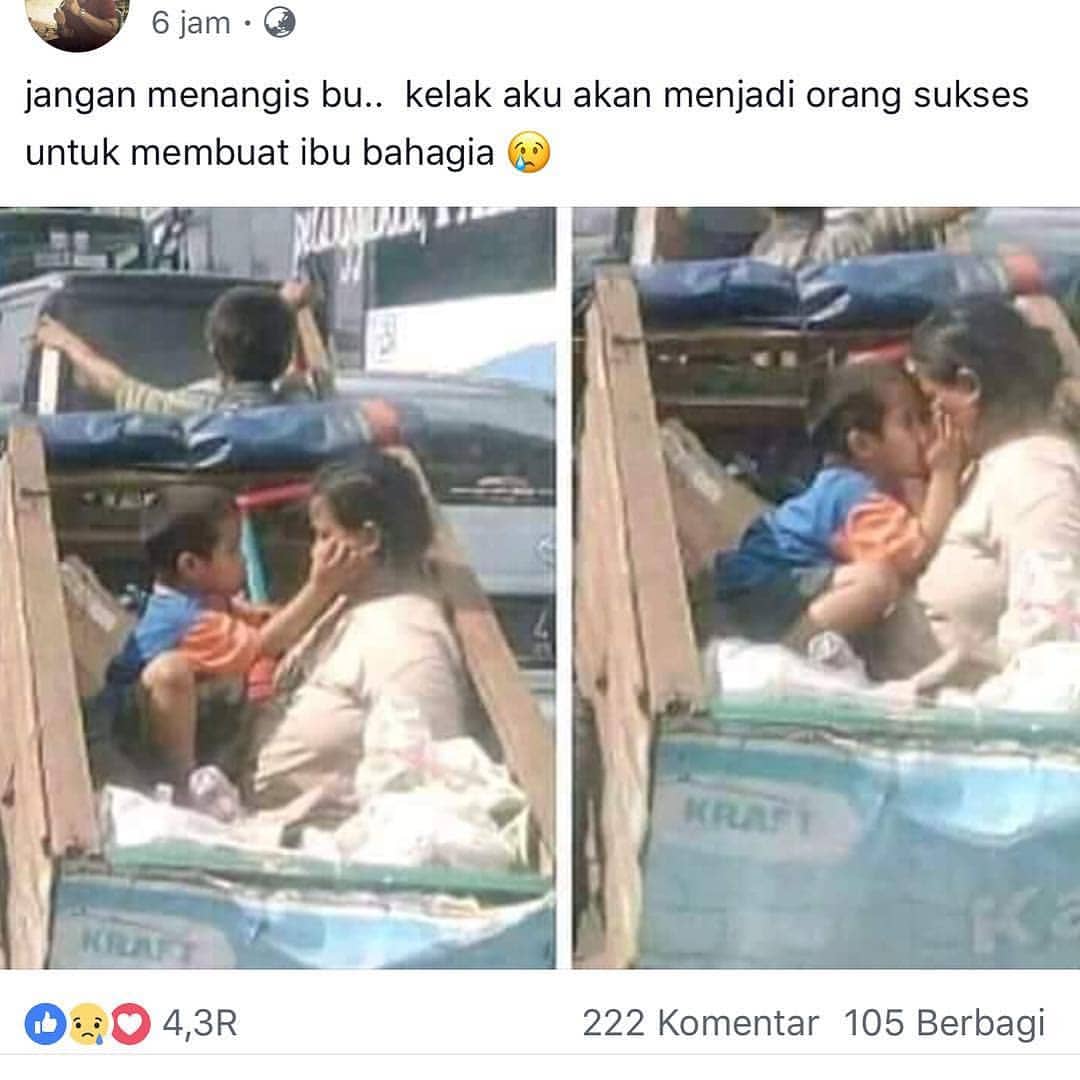 6 jam ·
jangan menangis bu.. kelak aku akan menjadi orang sukses
untuk membuat ibu bahagia 😢
KRAFT
KRAFT
Ka
4,3R
222 Komentar 105 Berbagi